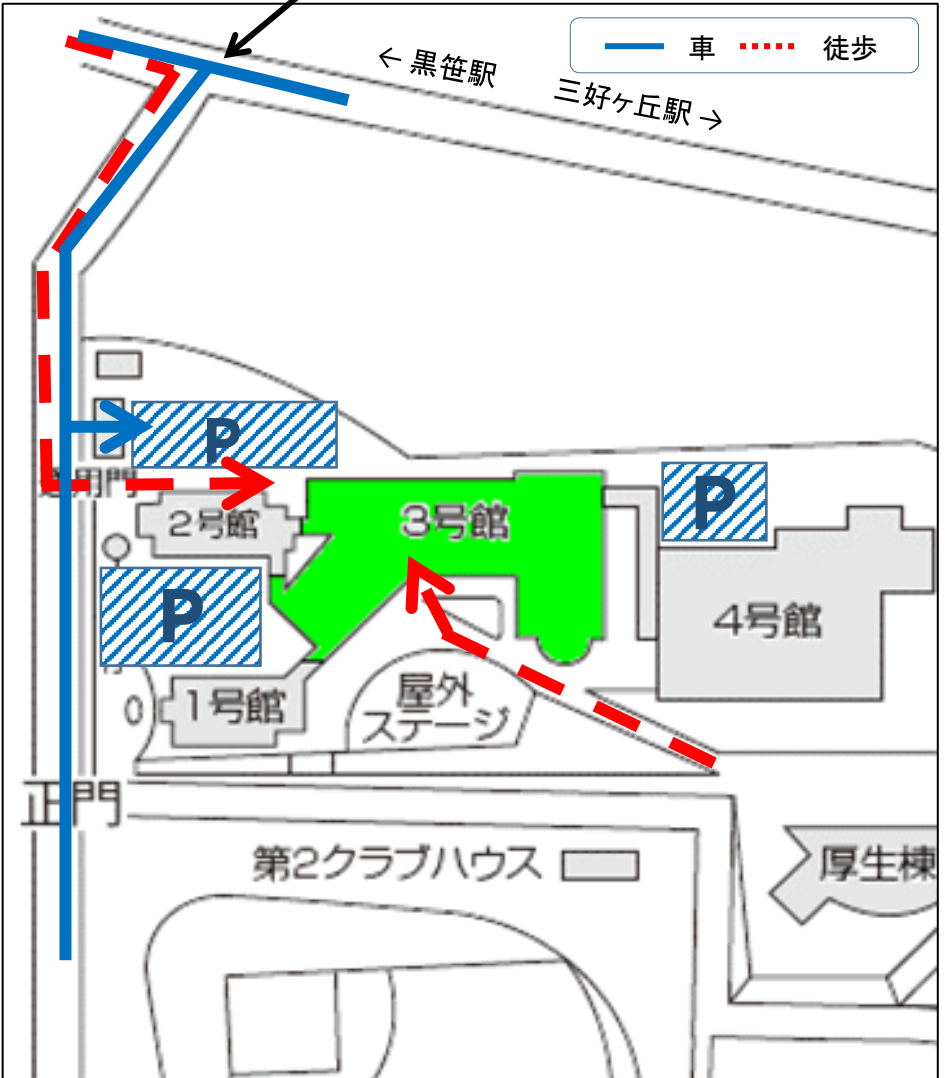 車 徒歩
← 黒笹駅
三好ヶ丘駅 →
P
P
用門
2号館
3号館
P
4号館
1号館
屋外
ステージ
正門
第2クラブハウス
厚生棟